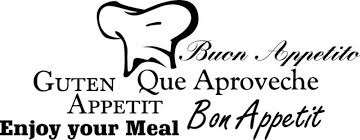 Buon Appetito
GUTEN APPETIT
Que Aproveche
Enjoy your Meal
Bon Appetit